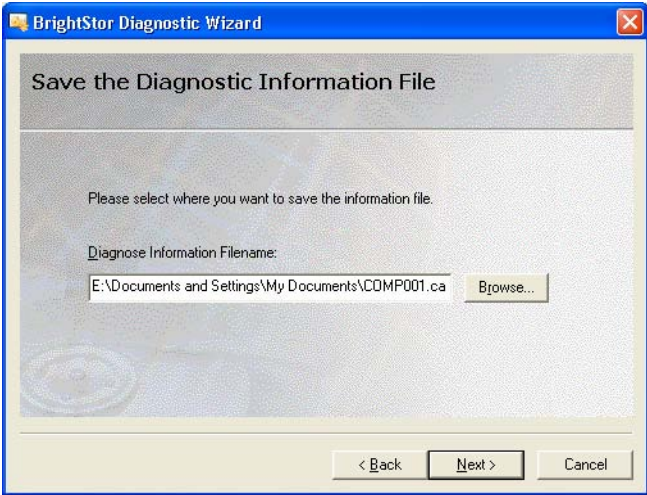 BrightStor Diagnostic Wizard
Save the Diagnostic Information File
Please select where you want to save the information file.
Diagnose Information Filename:
E:\Documents and Settings\My Documents\COMP001.ca
Browse...
< Back
Next >
Cancel